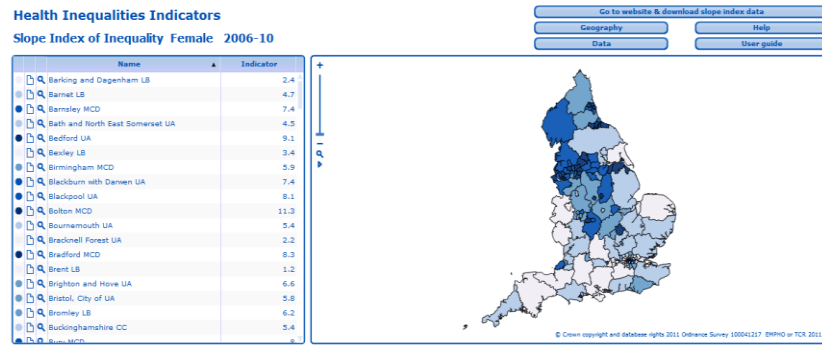 Health Inequalities Indicators
Slope Index of Inequality Female 2006-10
Go to website & download slope index data
Geography
Help
Data
User guide
Name ▲ Indicator
Barking and Dagenham LB 2.4
Barnet LB 4.7
Barnsley MCD 7.4
Bath and North East Somerset UA 4.5
Bedford UA 9.1
Bexley LB 3.4
Birmingham MCD 5.9
Blackburn with Darwen UA 7.4
Blackpool UA 8.1
Bolton MCD 11.3
Bournemouth UA 5.4
Bracknell Forest UA 2.2
Bradford MCD 8.3
Brent LB 1.2
Brighton and Hove UA 6.6
Bristol, City of UA 5.8
Bromley LB 6.2
Buckinghamshire CC 5.4
Bury MCD
© Crown copyright and database rights 2011 Ordnance Survey 100041217 EMPHO or TCR 2011